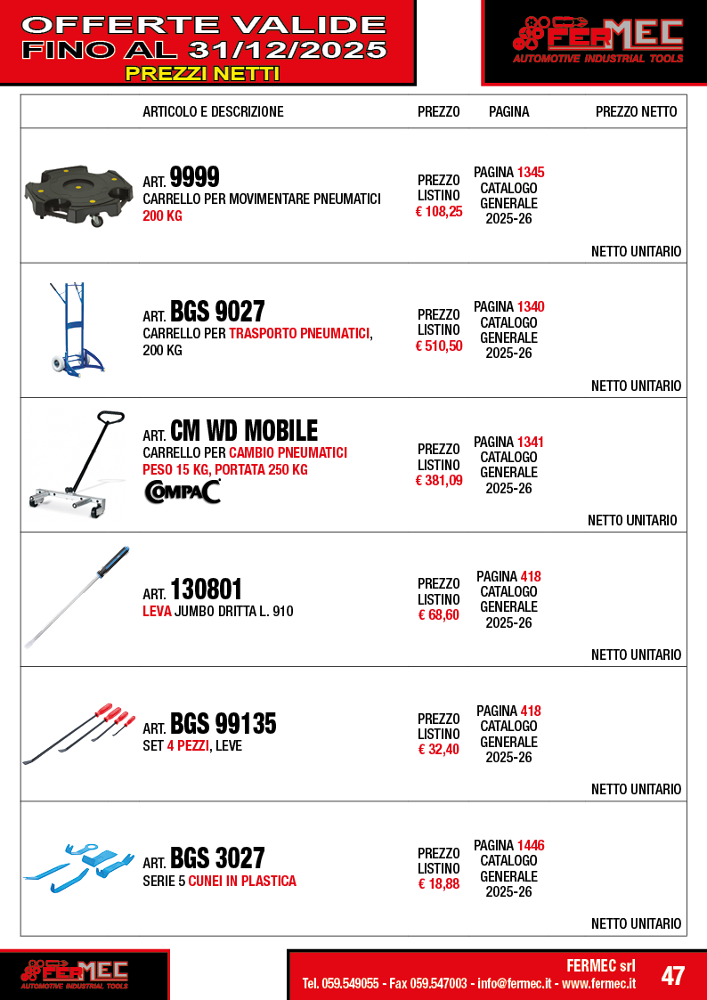 OFFERTE VALIDE
FINO AL 31/12/2025
PREZZI NETTI
FERMEC
AUTOMOTIVE INDUSTRIAL TOOLS
ARTICOLO E DESCRIZIONE PREZZO PAGINA PREZZO NETTO
ART. 9999
CARRELLO PER MOVIMENTARE PNEUMATICI
200 KG
PREZZO
LISTINO
€ 108,25
PAGINA 1345
CATALOGO
GENERALE
2025-26
NETTO UNITARIO
ART. BGS 9027
CARRELLO PER TRASPORTO PNEUMATICI,
200 KG
PREZZO
LISTINO
€ 510,50
PAGINA 1340
CATALOGO
GENERALE
2025-26
NETTO UNITARIO
ART. CM WD MOBILE
CARRELLO PER CAMBIO PNEUMATICI
PESO 15 KG, PORTATA 250 KG
COMPAC
PREZZO
LISTINO
€ 381,09
PAGINA 1341
CATALOGO
GENERALE
2025-26
NETTO UNITARIO
ART. 130801
LEVA JUMBO DRITTA L. 910
PREZZO
LISTINO
€ 68,60
PAGINA 418
CATALOGO
GENERALE
2025-26
NETTO UNITARIO
ART. BGS 99135
SET 4 PEZZI, LEVE
PREZZO
LISTINO
€ 32,40
PAGINA 418
CATALOGO
GENERALE
2025-26
NETTO UNITARIO
ART. BGS 3027
SERIE 5 CUNEI IN PLASTICA
PREZZO
LISTINO
€ 18,88
PAGINA 1446
CATALOGO
GENERALE
2025-26
NETTO UNITARIO
FERMEC
AUTOMOTIVE INDUSTRIAL TOOLS
FERMEC srl
Tel. 059.549055 - Fax 059.547003 - info@fermec.it - www.fermec.it
47